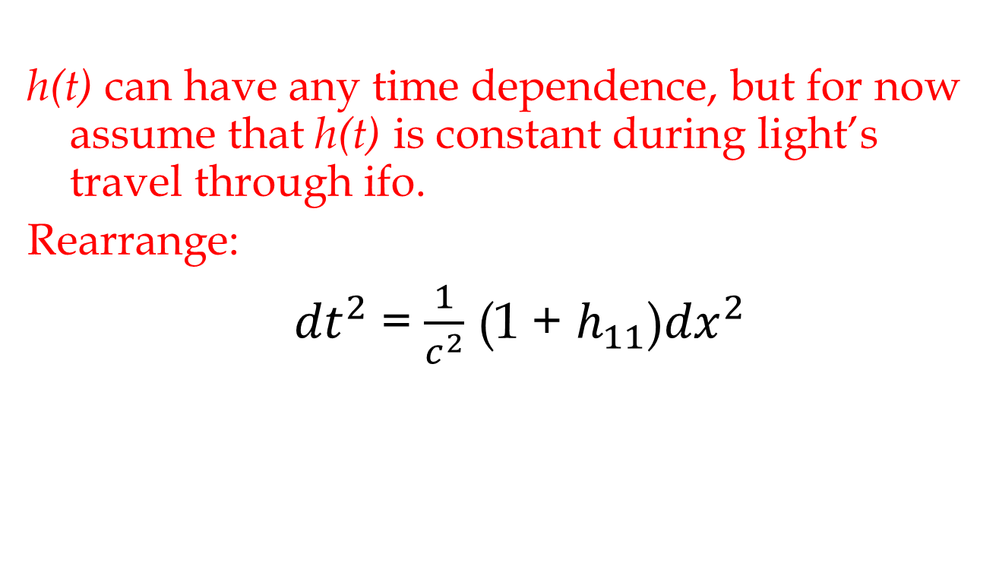 h(t) can have any time dependence, but for now
assume that h(t) is constant during light’s
travel through ifo.
Rearrange:
dt² = 1/c² (1 + h₁₁)dx²